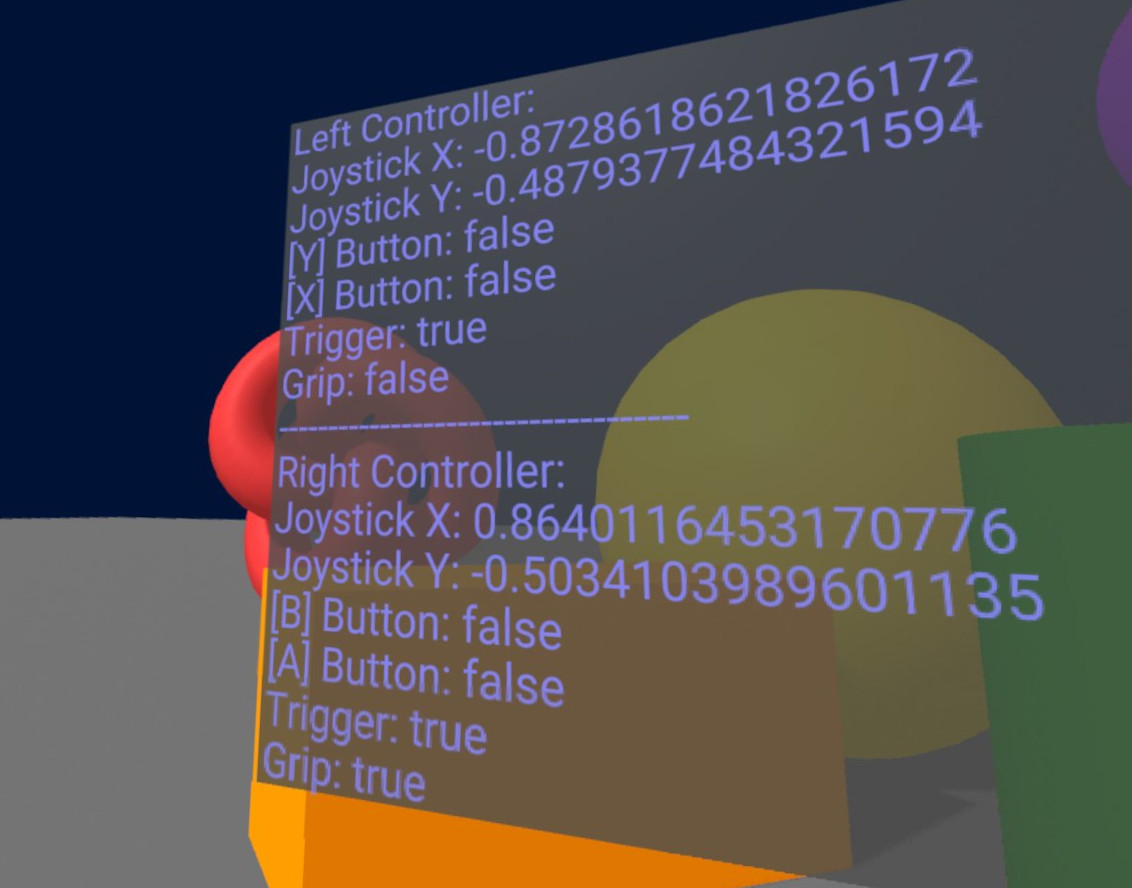 Left Controller:
Joystick X: -0.8728618621826172
Joystick Y: -0.4879377484321594
[Y] Button: false
[X] Button: false
Trigger: true
Grip: false
----------------------------------------
Right Controller:
Joystick X: 0.8640116453170776
Joystick Y: -0.5034103989601135
[B] Button: false
[A] Button: false
Trigger: true
Grip: true